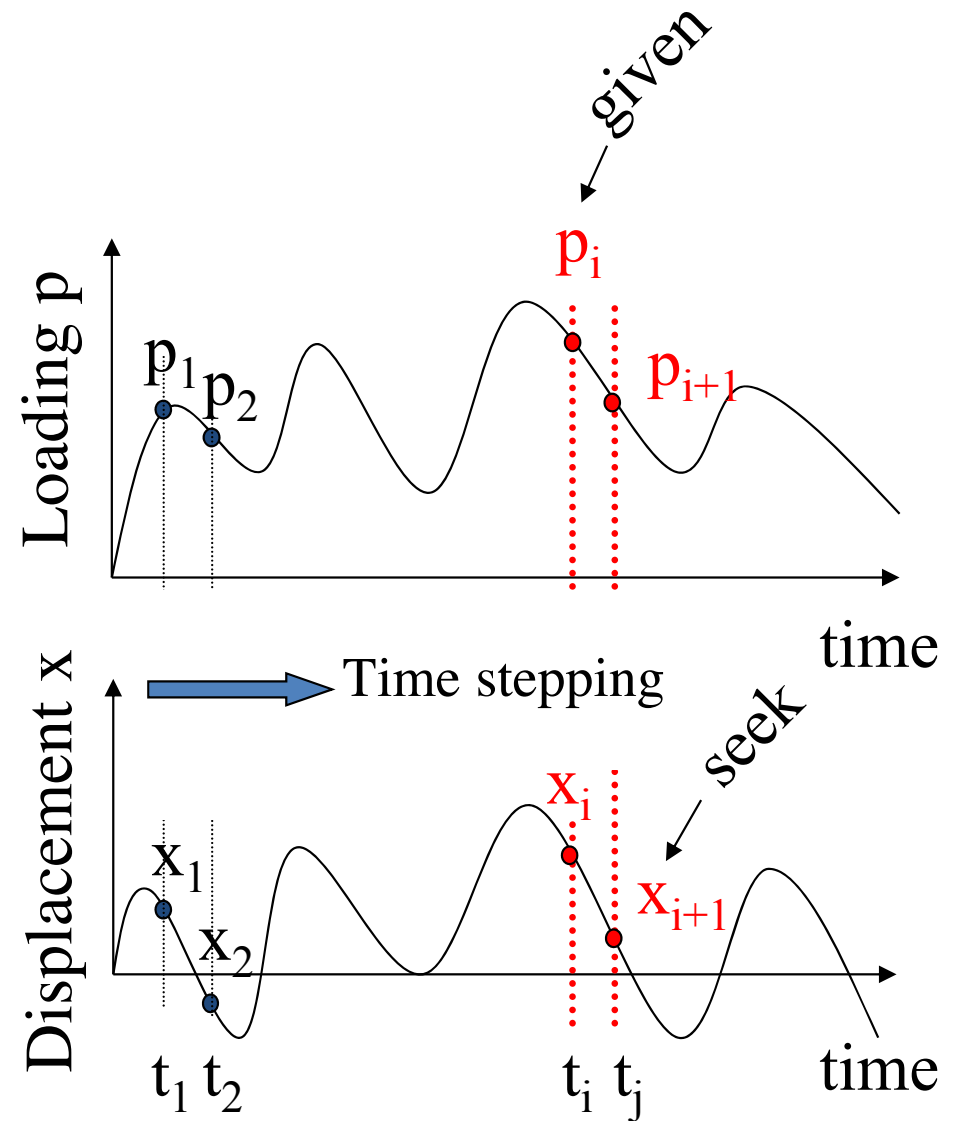 given
pᵢ
Loading p
p₁
p₂
pᵢ₊₁
time
Time stepping
Displacement x
seek
xᵢ
x₁
xᵢ₊₁
x₂
time
t₁ t₂
tᵢ tⱼ